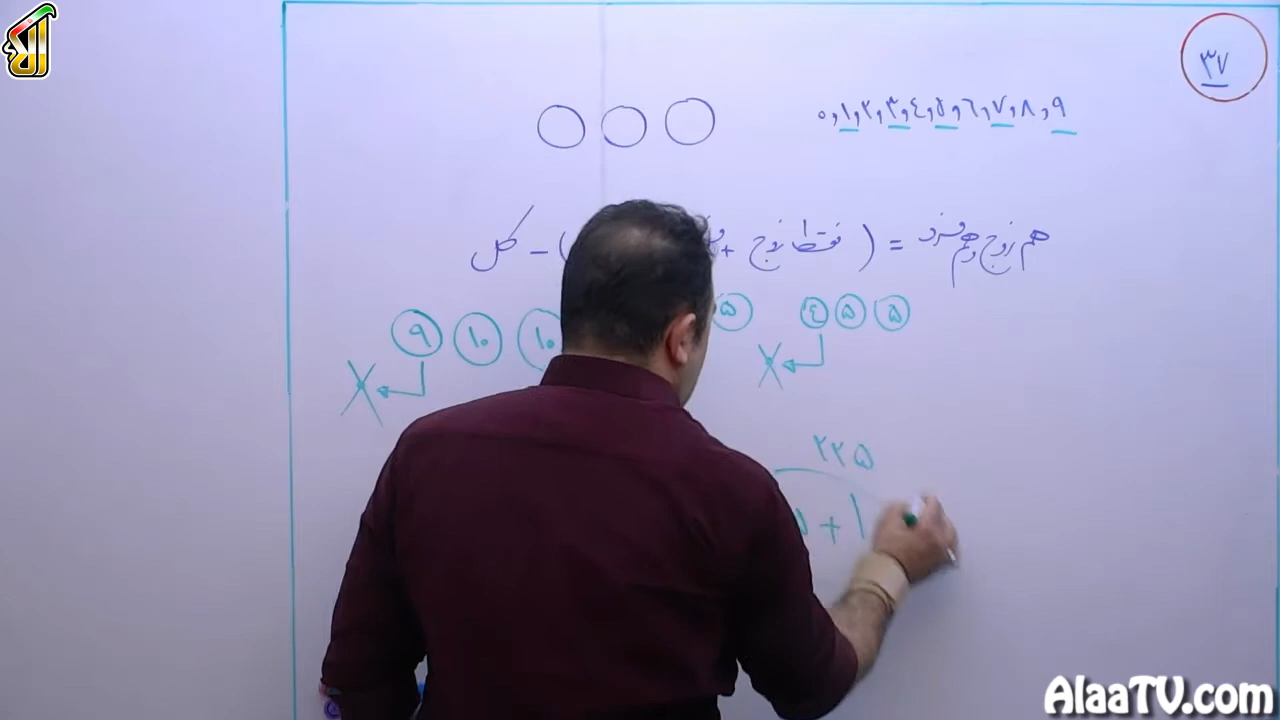 ۳۷
۰,۱,۲,۳,۴,۵,۶,۷,۸,۹
هم زوج و هم فرد = ( فقط زوج +
) - کل
۹ ۱۰ ۱۰
۵
۴ ۵ ۵
۲۲۵
+ ۱
AlaaTV.com